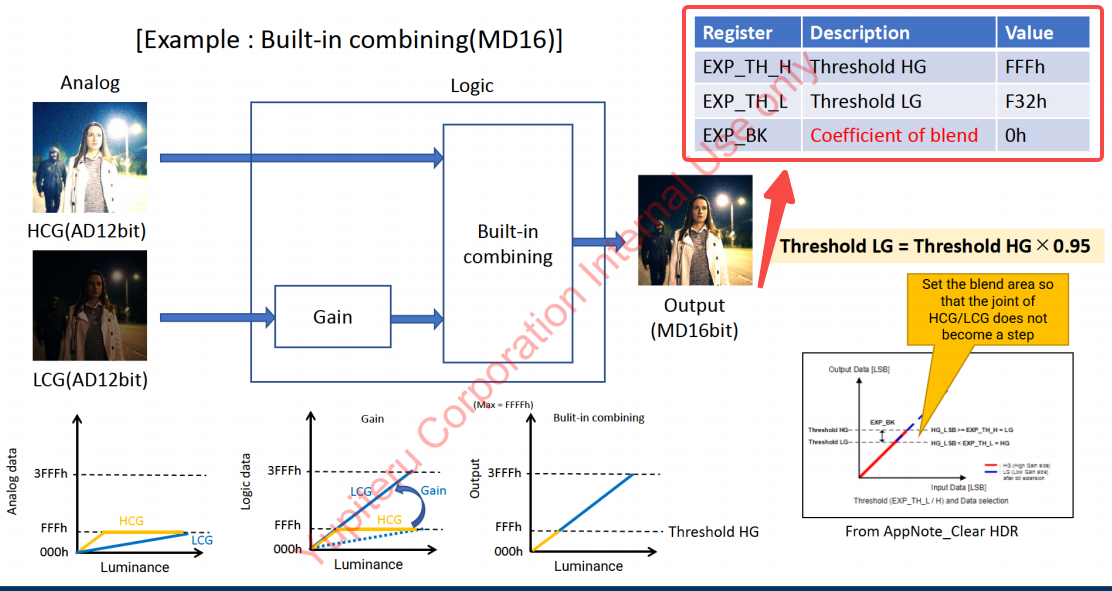 [Example : Built-in combining(MD16)]
Register Description Value
EXP_TH_H Threshold HG FFFh
EXP_TH_L Threshold LG F32h
EXP_BK Coefficient of blend 0h
Analog
Logic
HCG(AD12bit)
LCG(AD12bit)
Gain
Built-in
combining
Output
(MD16bit)
Threshold LG = Threshold HG×0.95
Set the blend area so
that the joint of
HCG/LCG does not
become a step
Output Data [LSB]
EXP_BK
Threshold HG
Threshold LG
HG_LSB >= EXP_TH_H = LG
HG_LSB < EXP_TH_L = HG
: HG (High Gain side)
: LG (Low Gain side)
after bit extension
Input Data [LSB]
Threshold (EXP_TH_L / H) and Data selection
From AppNote_Clear HDR
Analog data
3FFFh
FFFh
000h
HCG
LCG
Luminance
Gain
Logic data
3FFFh
FFFh
000h
LCG
Gain
HCG
Luminance
(Max = FFFFh)
Bulit-in combining
Output
3FFFh
FFFh
000h
Threshold HG
Luminance
Yupiteru Corporation Internal Use only